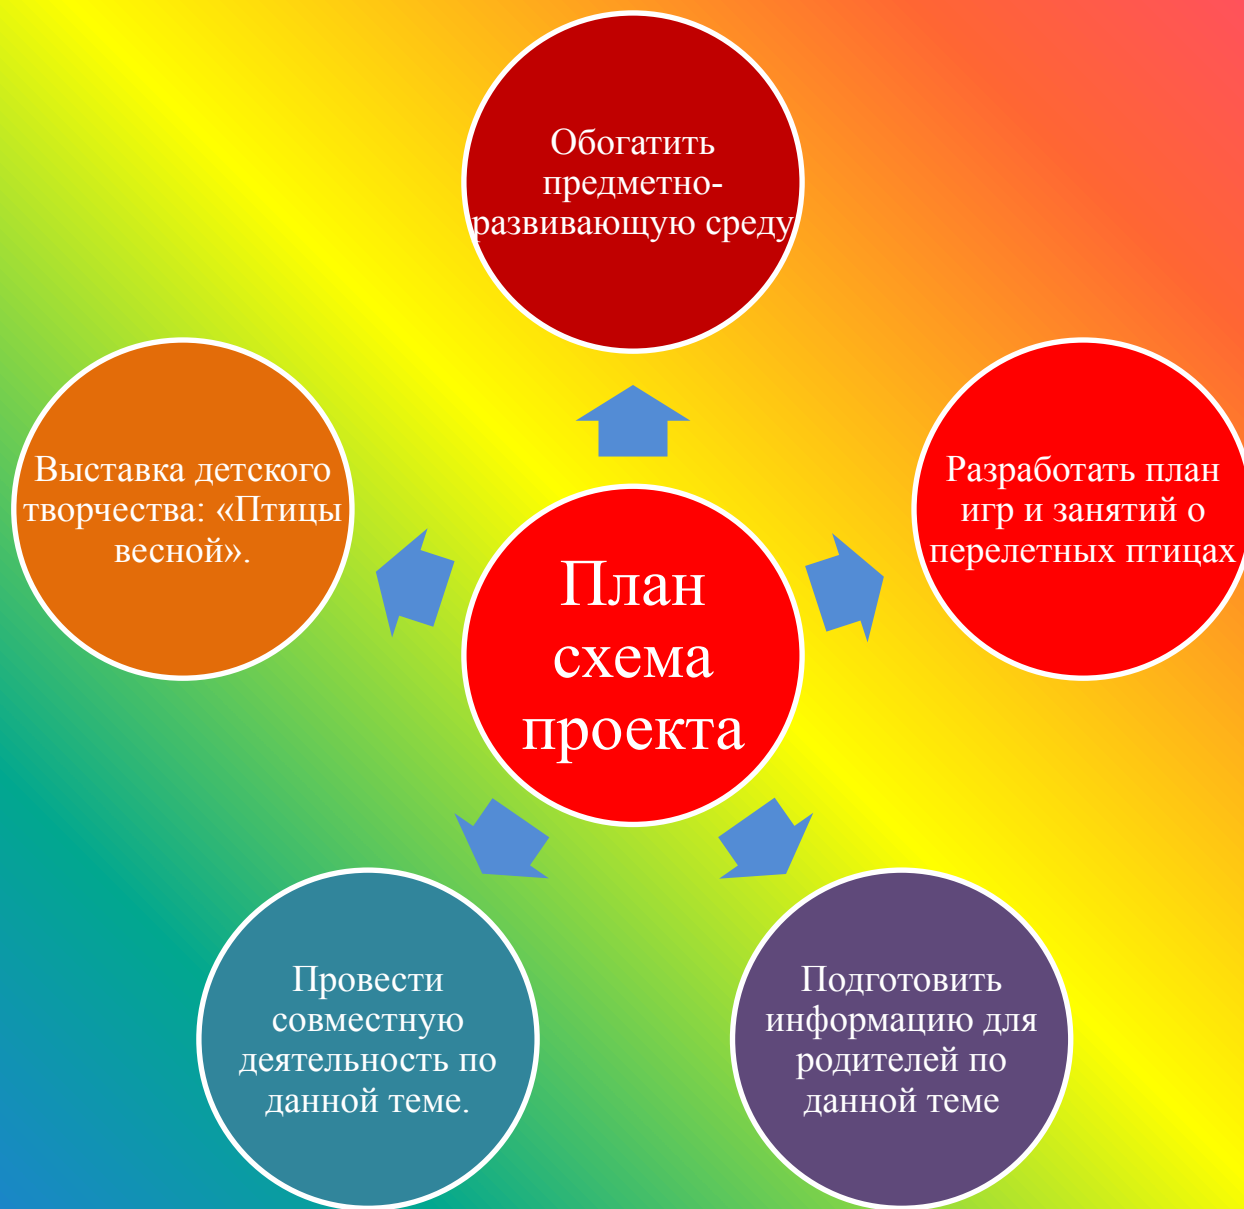 Обогатить
предметно-
развивающую среду
Выставка детского
творчества: «Птицы
весной».
Разработать план
игр и занятий о
перелетных птицах
План
схема
проекта
Провести
совместную
деятельность по
данной теме.
Подготовить
информацию для
родителей по
данной теме